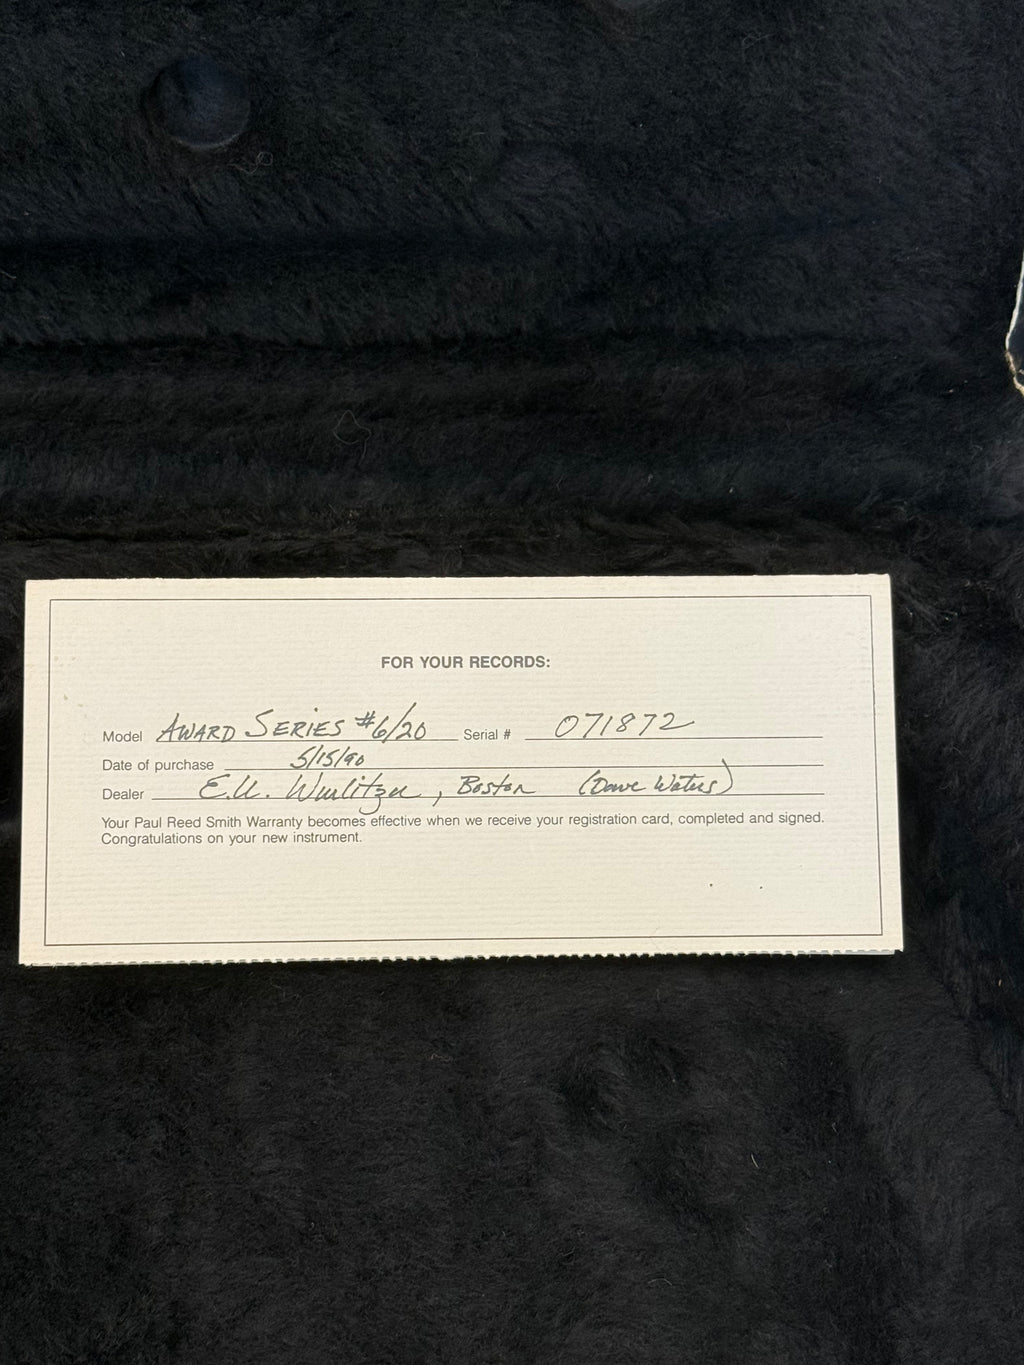 FOR YOUR RECORDS:
Model AWARD SERIES #6/20 Serial # 071872
Date of purchase 5/15/90
Dealer E.U. Wurlitzer, Boston (Dave Waters)
Your Paul Reed Smith Warranty becomes effective when we receive your registration card, completed and signed.
Congratulations on your new instrument.